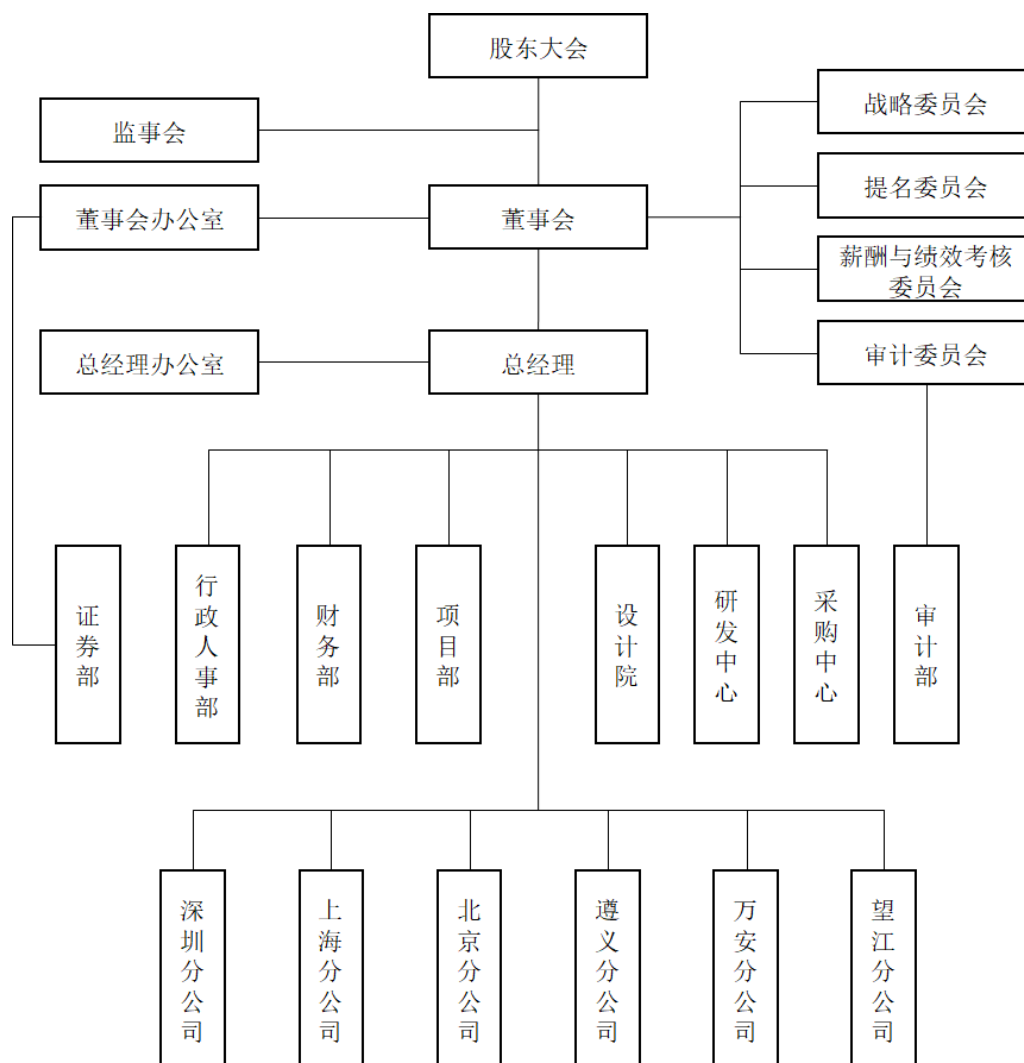 股东大会
监事会
战略委员会
提名委员会
董事会办公室
董事会
薪酬与绩效考核
委员会
总经理办公室
总经理
审计委员会
证券部
行政人事部
财务部
项目部
设计院
研发中心
采购中心
审计部
深圳分公司
上海分公司
北京分公司
遵义分公司
万安分公司
望江分公司